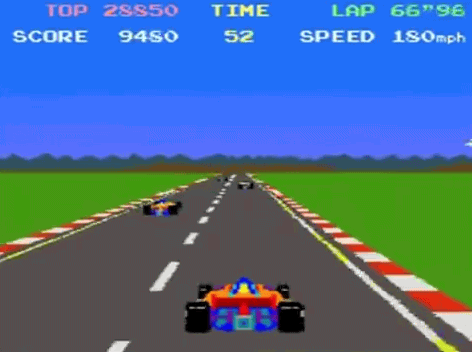 TOP 28850 TIME LAP 66"96
SCORE 9480 52 SPEED 180mph